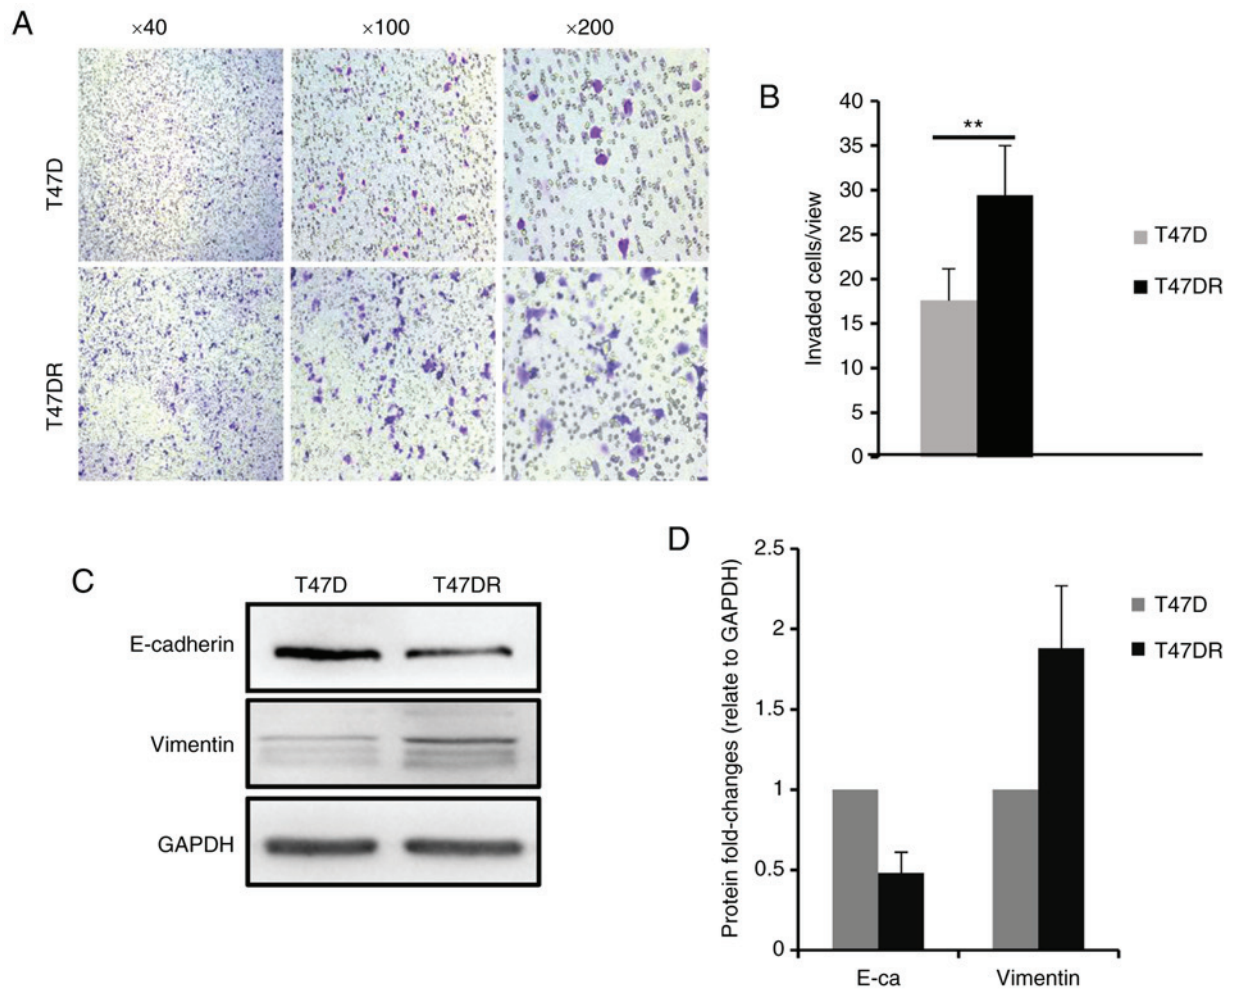 A
×40
×100
×200
T47D
T47DR
B
Invaded cells/view
40
35
30
25
20
15
10
5
0
**
T47D
T47DR
C
T47D
T47DR
E-cadherin
Vimentin
GAPDH
D
Protein fold-changes (relate to GAPDH)
2.5
2
1.5
1
0.5
0
E-ca
Vimentin
T47D
T47DR